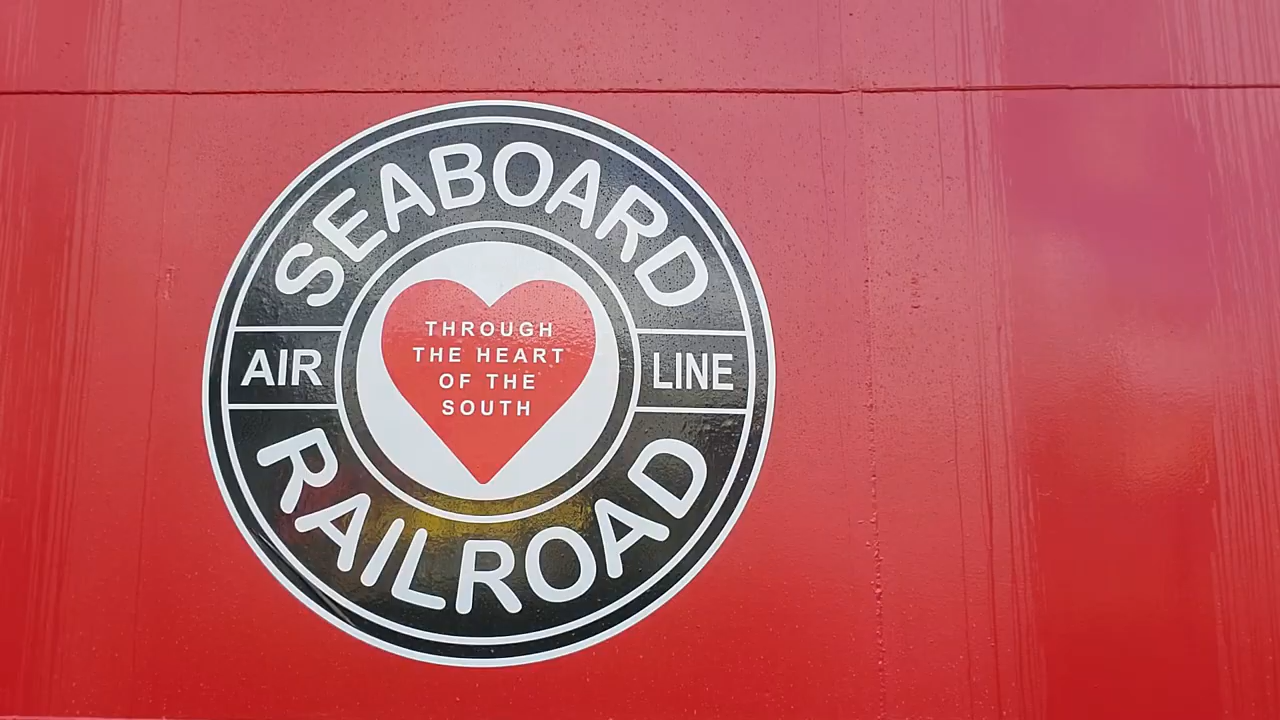 SEABOARD
AIR LINE
RAILROAD
THROUGH
THE HEART
OF THE
SOUTH